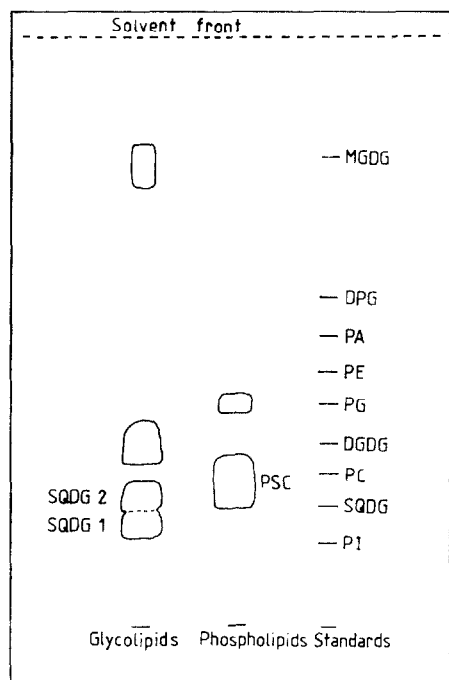 Solvent front
MGDG
DPG
PA
PE
PG
DGDG
PC
PSC
SQDG 2
SQDG
SQDG 1
PI
Glycolipids Phospholipids Standards